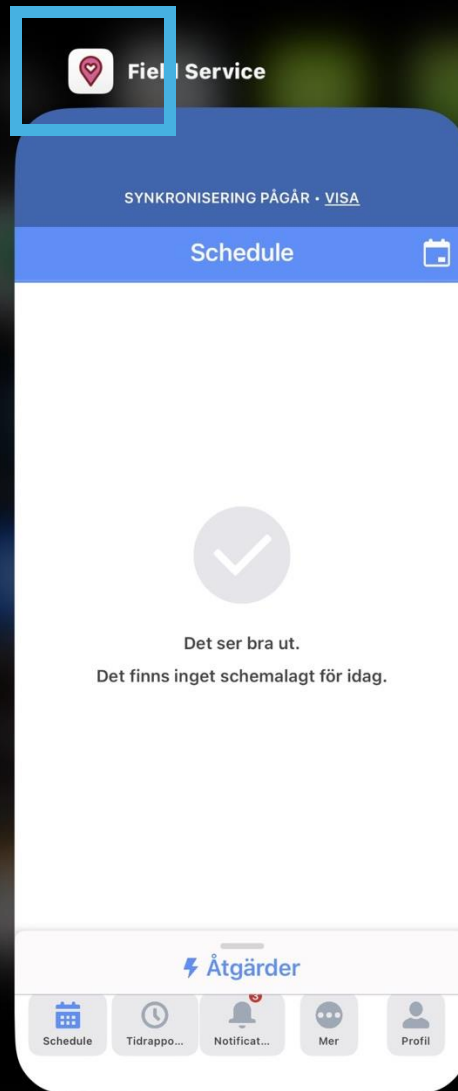 Field Service
SYNKRONISERING PÅGÅR • VISA
Schedule
Det ser bra ut.
Det finns inget schemalagt för idag.
Åtgärder
3
Schedule
Tidrappo...
Notificat...
Mer
Profil